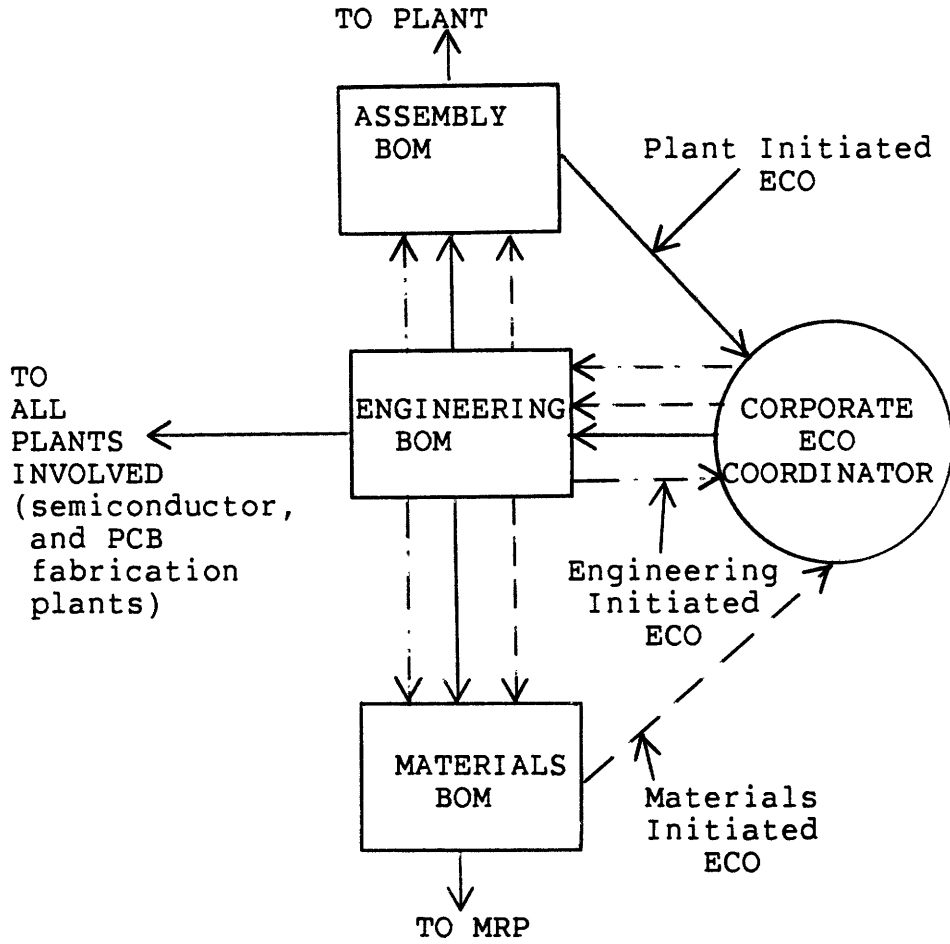 TO PLANT
ASSEMBLY
BOM
Plant Initiated
ECO
TO
ALL
PLANTS
INVOLVED
(semiconductor,
and PCB
fabrication
plants)
ENGINEERING
BOM
CORPORATE
ECO
COORDINATOR
Engineering
Initiated
ECO
MATERIALS
BOM
Materials
Initiated
ECO
TO MRP